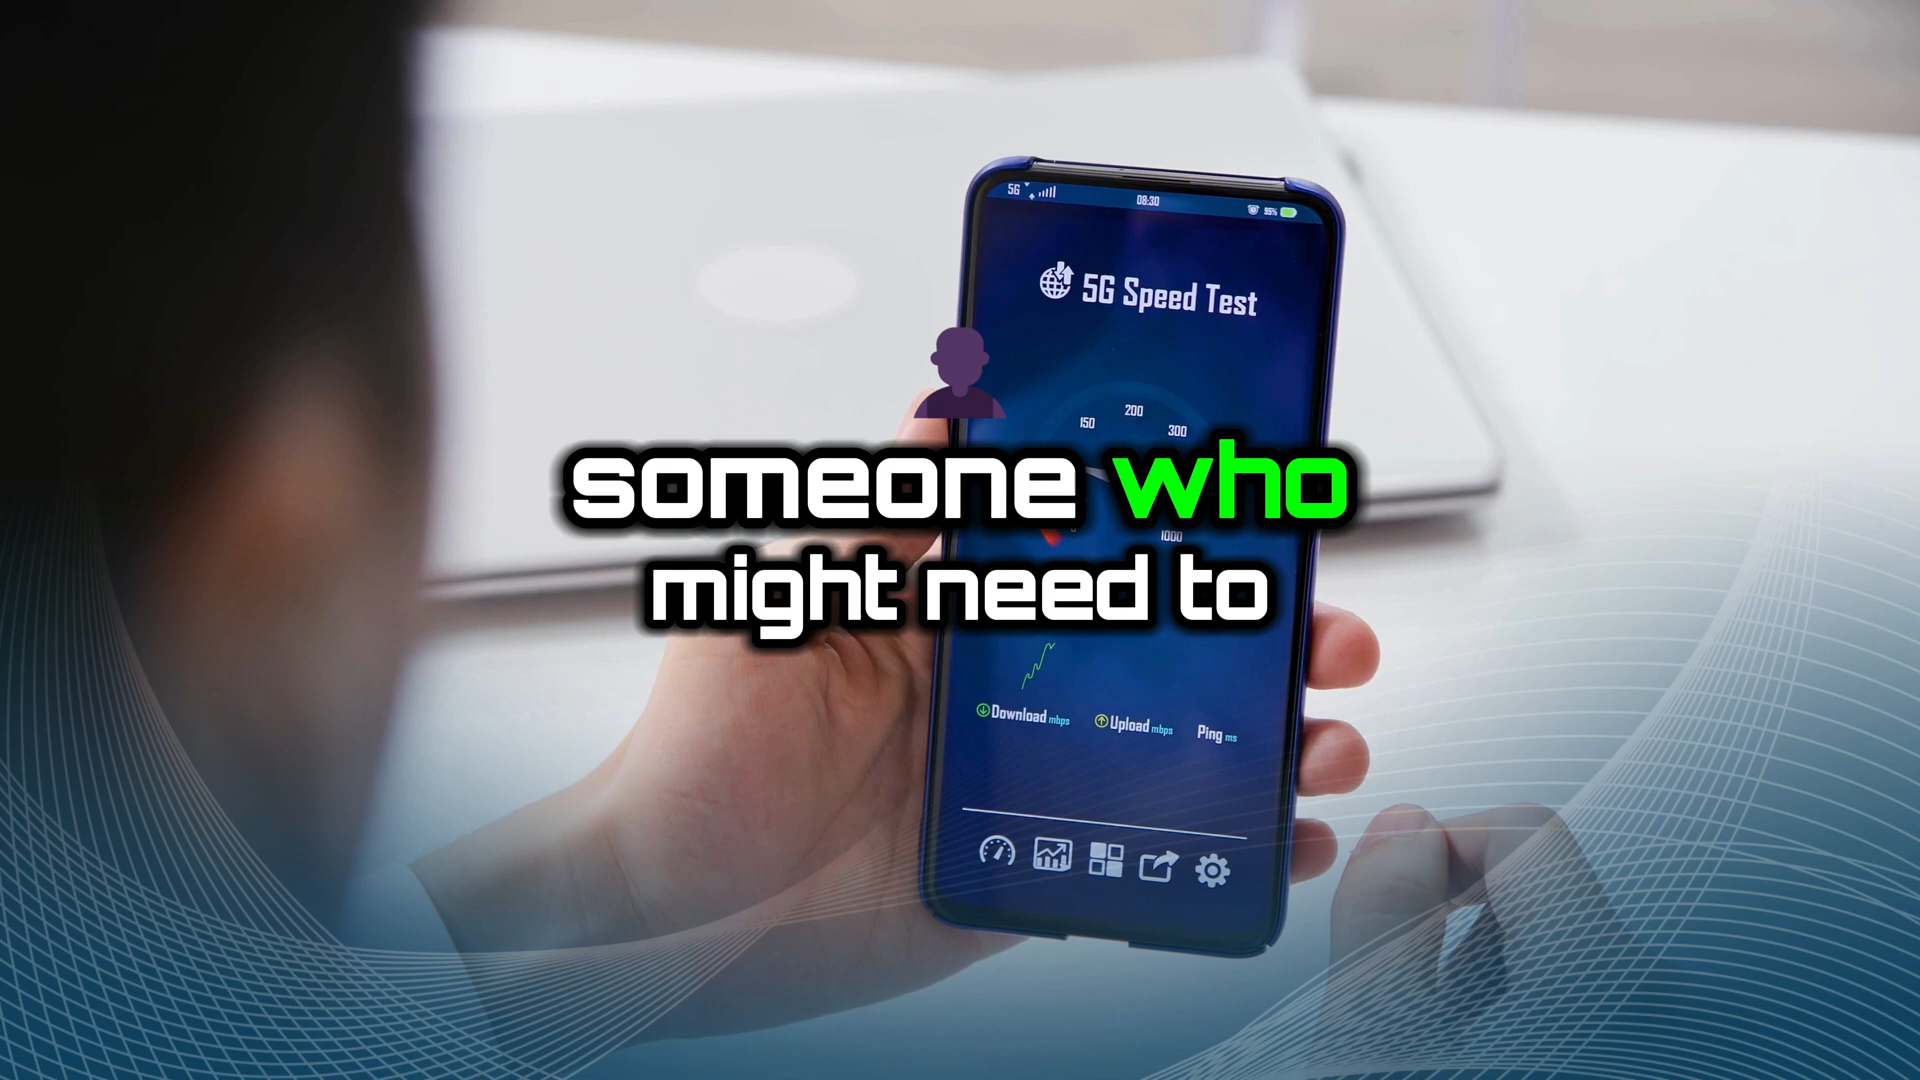 5G
08:30
95%
5G Speed Test
200
150
300
someone who
1000
might need to
Download mbps
Upload mbps
Ping ms